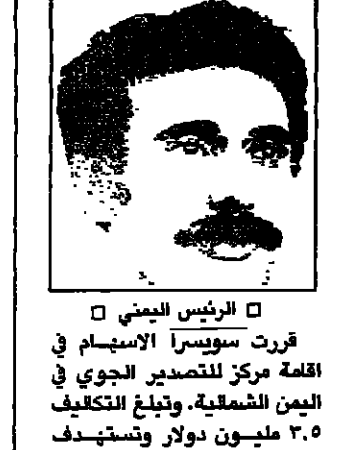 □ الرئيس اليمني □
قررت سويسرا الاسهام في
اقامة مركز للتصدير الجوي في
اليمن الشمالية. وتبلغ التكاليف
٣,٥ مليون دولار وتستهدف